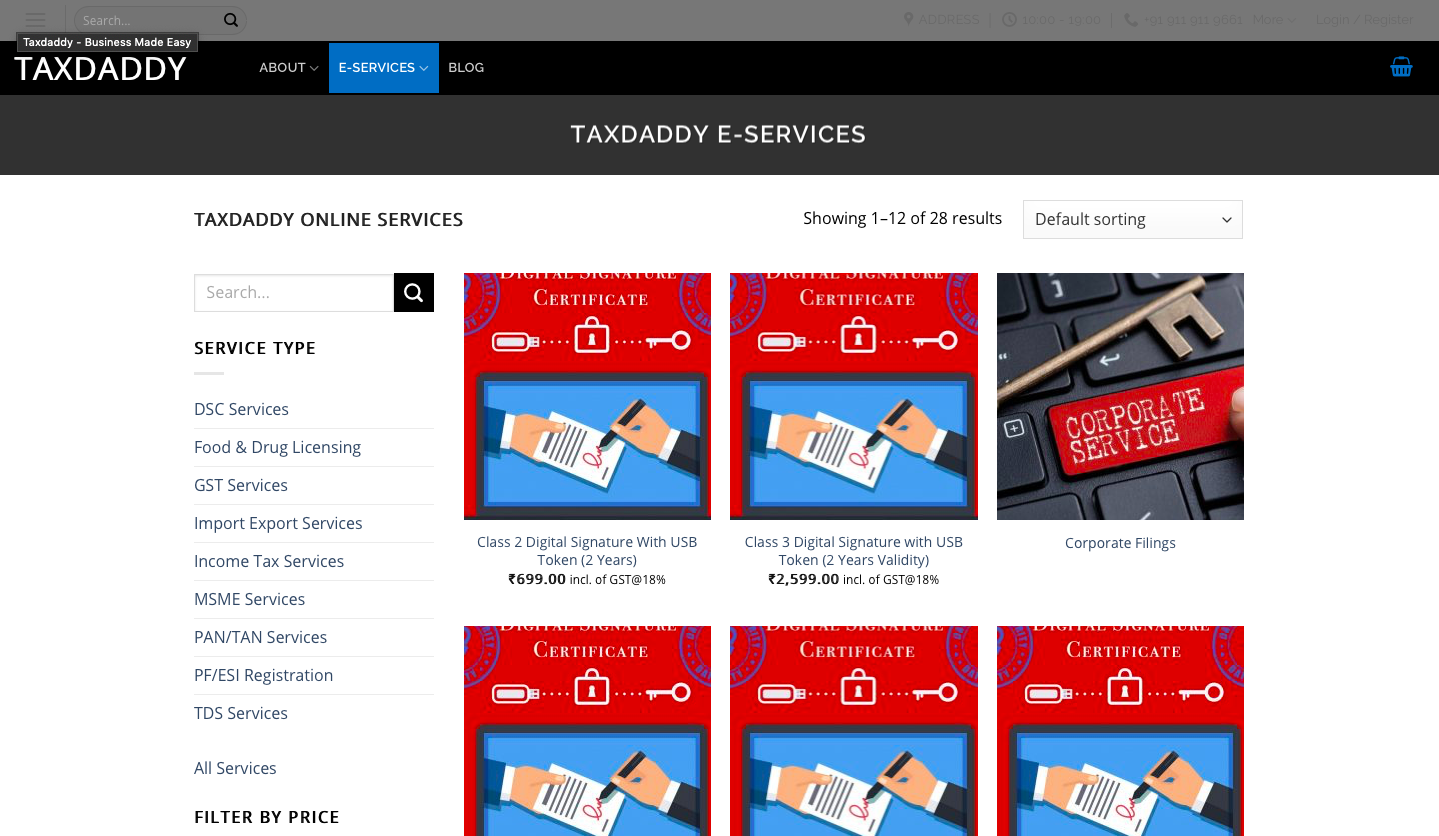 Search...
ADDRESS
10:00 - 19:00
+91 911 911 9661
More
Login / Register
Taxdaddy - Business Made Easy
TAXDADDY
ABOUT
E-SERVICES
BLOG
TAXDADDY E-SERVICES
TAXDADDY ONLINE SERVICES
Showing 1–12 of 28 results
Default sorting
Search...
SERVICE TYPE
DSC Services
Food & Drug Licensing
GST Services
Import Export Services
Income Tax Services
MSME Services
PAN/TAN Services
PF/ESI Registration
TDS Services
All Services
FILTER BY PRICE
DIGITAL SIGNATURE
CERTIFICATE
Class 2 Digital Signature With USB
Token (2 Years)
₹699.00 incl. of GST@18%
DIGITAL SIGNATURE
CERTIFICATE
Class 3 Digital Signature with USB
Token (2 Years Validity)
₹2,599.00 incl. of GST@18%
CORPORATE
SERVICE
Corporate Filings
DIGITAL SIGNATURE
CERTIFICATE
DIGITAL SIGNATURE
CERTIFICATE
DIGITAL SIGNATURE
CERTIFICATE